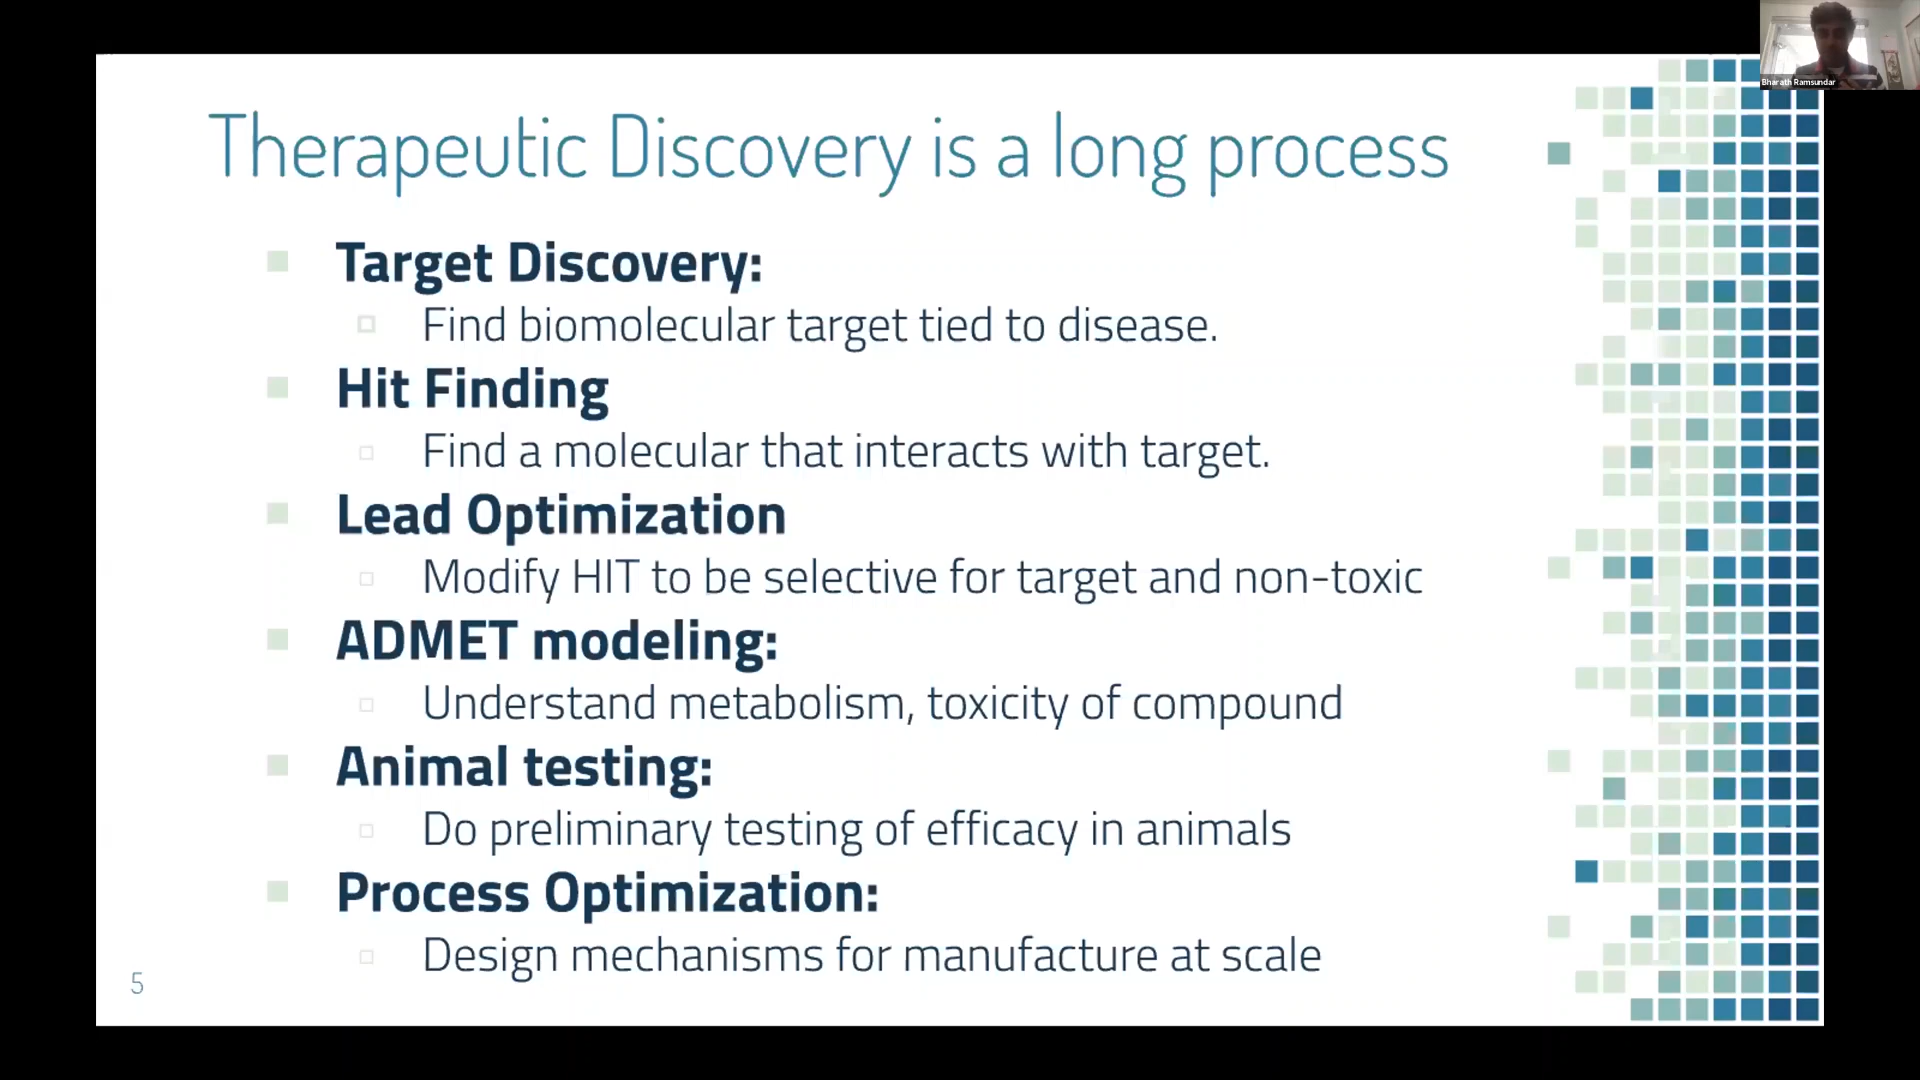 Bharath Ramsundar
Therapeutic Discovery is a long process
Target Discovery:
Find biomolecular target tied to disease.
Hit Finding
Find a molecular that interacts with target.
Lead Optimization
Modify HIT to be selective for target and non-toxic
ADMET modeling:
Understand metabolism, toxicity of compound
Animal testing:
Do preliminary testing of efficacy in animals
Process Optimization:
Design mechanisms for manufacture at scale
5